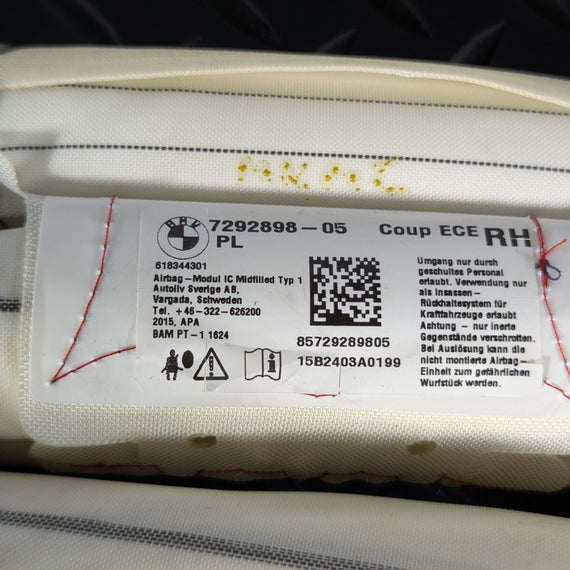 BMW
7292898-05 Coup ECE RH
PL
618344301
Airbag-Modul IC Midfilled Typ 1
Autoliv Sverige AB,
Vargada, Schweden
Tel. +46-322-626200
2015, APA
BAM PT-1 1624
85729289805
15B2403A0199
Umgang nur durch
geschultes Personal
erlaubt. Verwendung nur
als Insassen-
Rückhaltesystem für
Kraftfahrzeuge erlaubt
Achtung - nur inerte
Gegenstände verschrotten.
Bei Auslösung kann die
nicht montierte Airbag-
Einheit zum gefährlichen
Wurfstück werden.